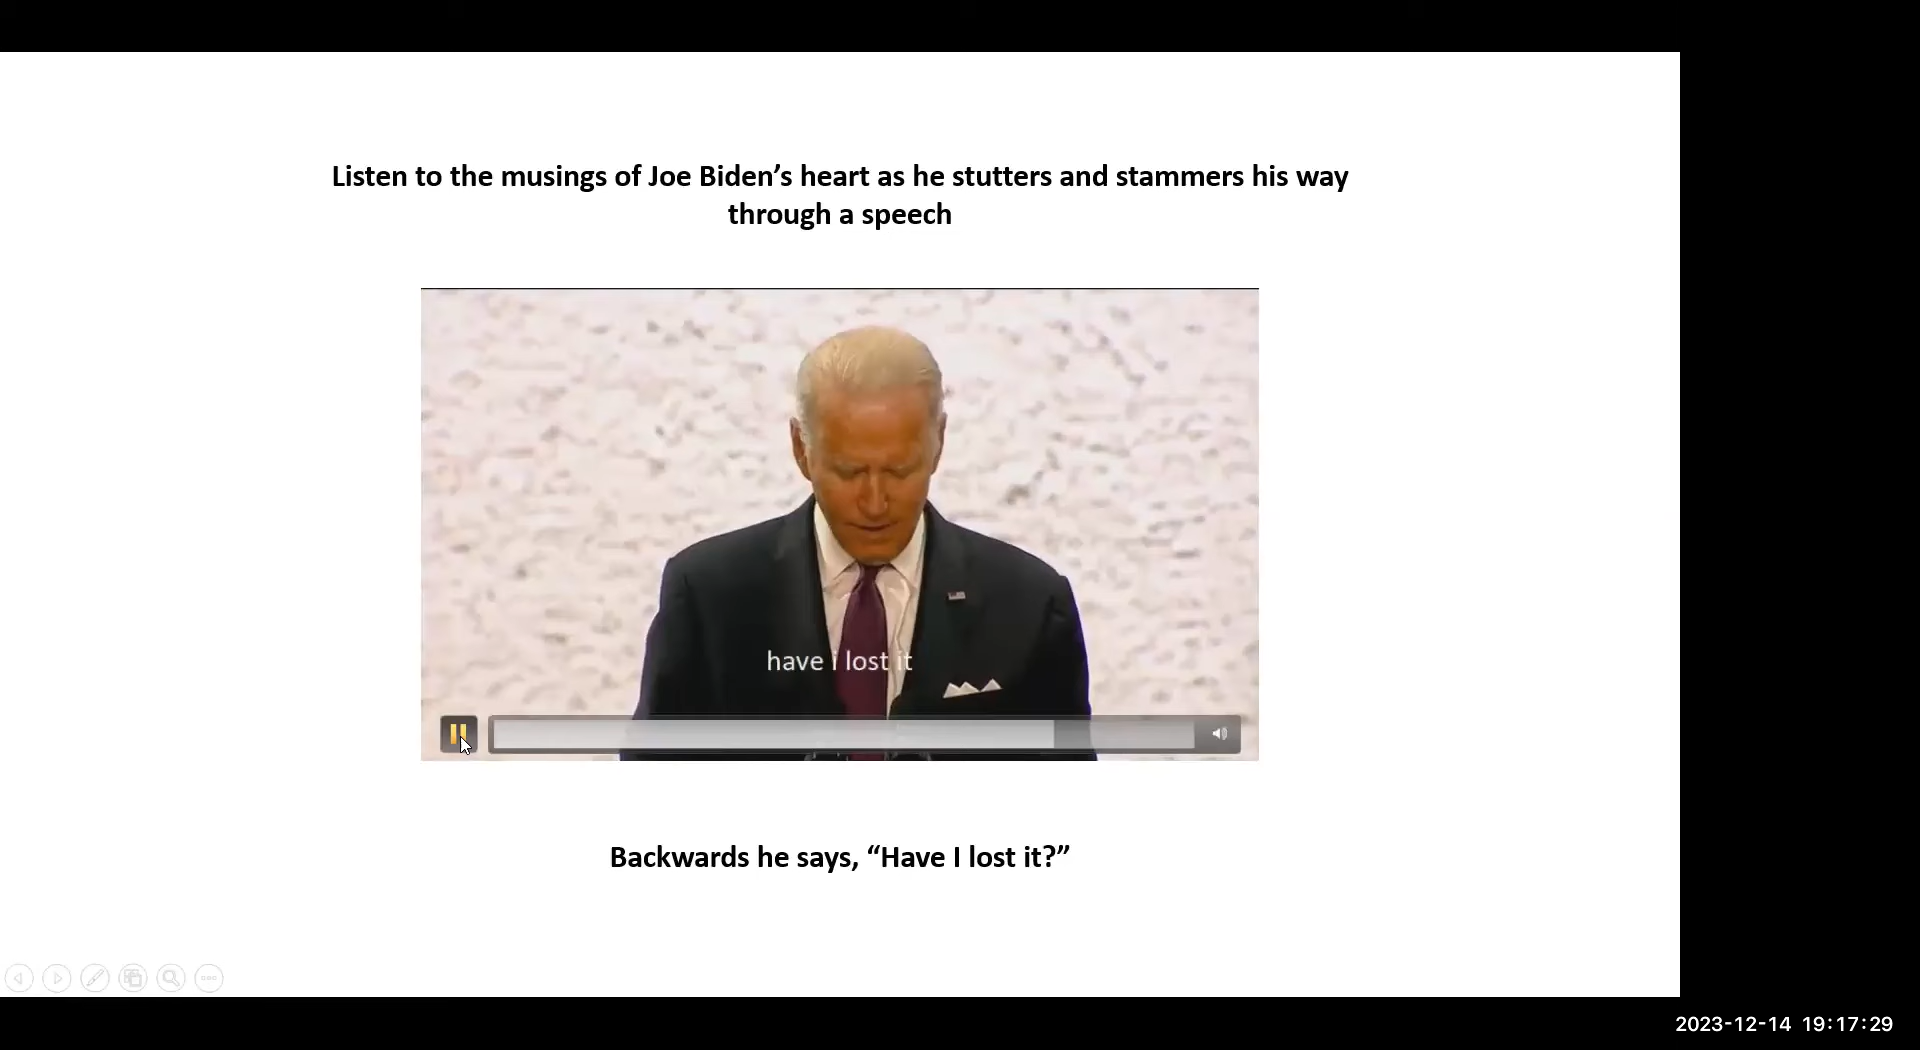 Listen to the musings of Joe Biden’s heart as he stutters and stammers his way
through a speech
have i lost it
Backwards he says, “Have I lost it?”
2023-12-14 19:17:29